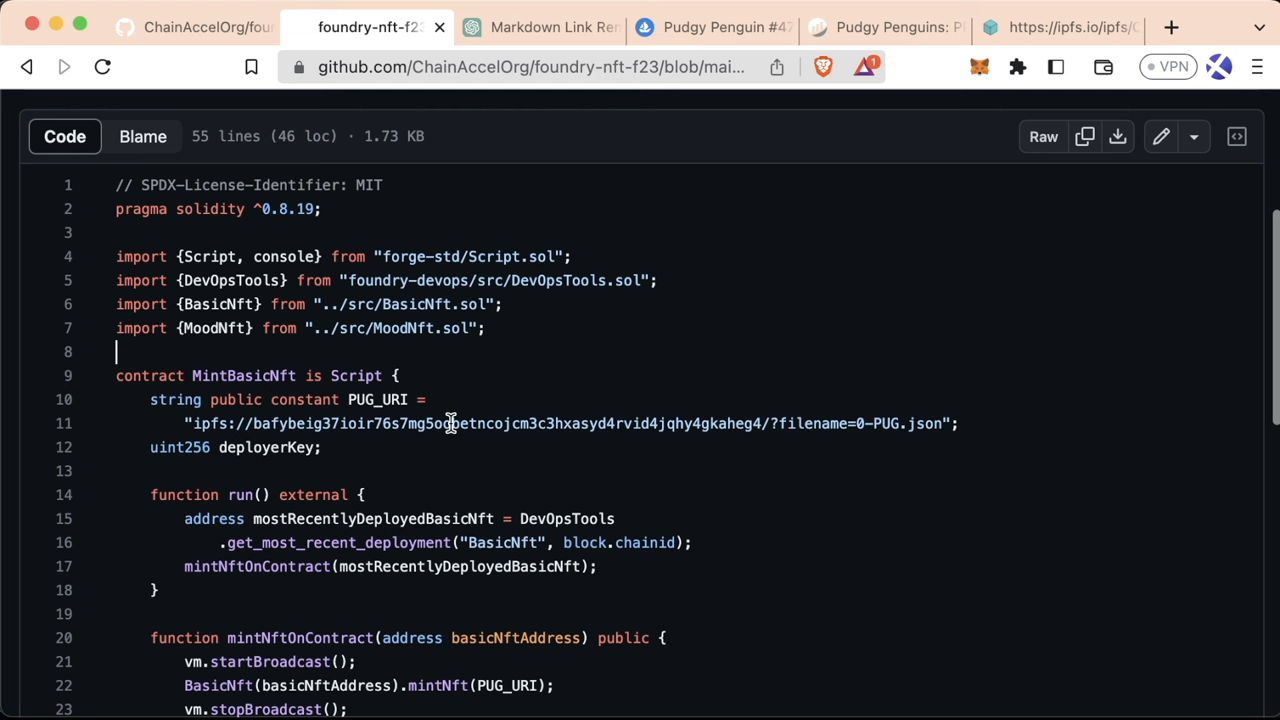 ChainAccelOrg/four
foundry-nft-f23
Markdown Link Ren
Pudgy Penguin #47
Pudgy Penguins: P
https://ipfs.io/ipfs/
github.com/ChainAccelOrg/foundry-nft-f23/blob/mai...
1
VPN
Code
Blame
55 lines (46 loc) · 1.73 KB
Raw
1 // SPDX-License-Identifier: MIT
2 pragma solidity ^0.8.19;
3
4 import {Script, console} from "forge-std/Script.sol";
5 import {DevOpsTools} from "foundry-devops/src/DevOpsTools.sol";
6 import {BasicNft} from "../src/BasicNft.sol";
7 import {MoodNft} from "../src/MoodNft.sol";
8
9 contract MintBasicNft is Script {
10 string public constant PUG_URI =
11 "ipfs://bafybeig37ioir76s7mg5oobetncojcm3c3hxasyd4rvid4jqhy4gkaheg4/?filename=0-PUG.json";
12 uint256 deployerKey;
13
14 function run() external {
15 address mostRecentlyDeployedBasicNft = DevOpsTools
16 .get_most_recent_deployment("BasicNft", block.chainid);
17 mintNftOnContract(mostRecentlyDeployedBasicNft);
18 }
19
20 function mintNftOnContract(address basicNftAddress) public {
21 vm.startBroadcast();
22 BasicNft(basicNftAddress).mintNft(PUG_URI);
23 vm.stopBroadcast();